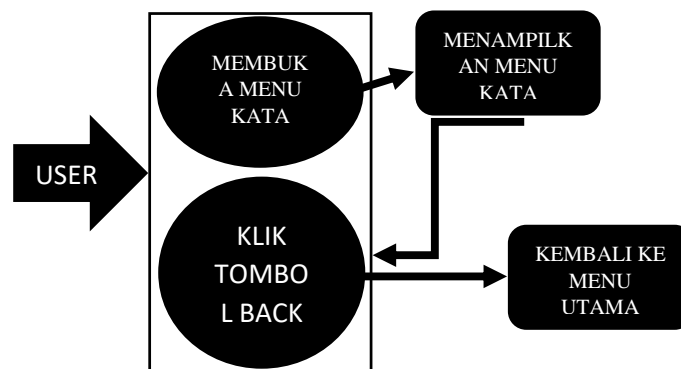 USER
MEMBUK
A MENU
KATA
MENAMPILK
AN MENU
KATA
KLIK
TOMBO
L BACK
KEMBALI KE
MENU
UTAMA